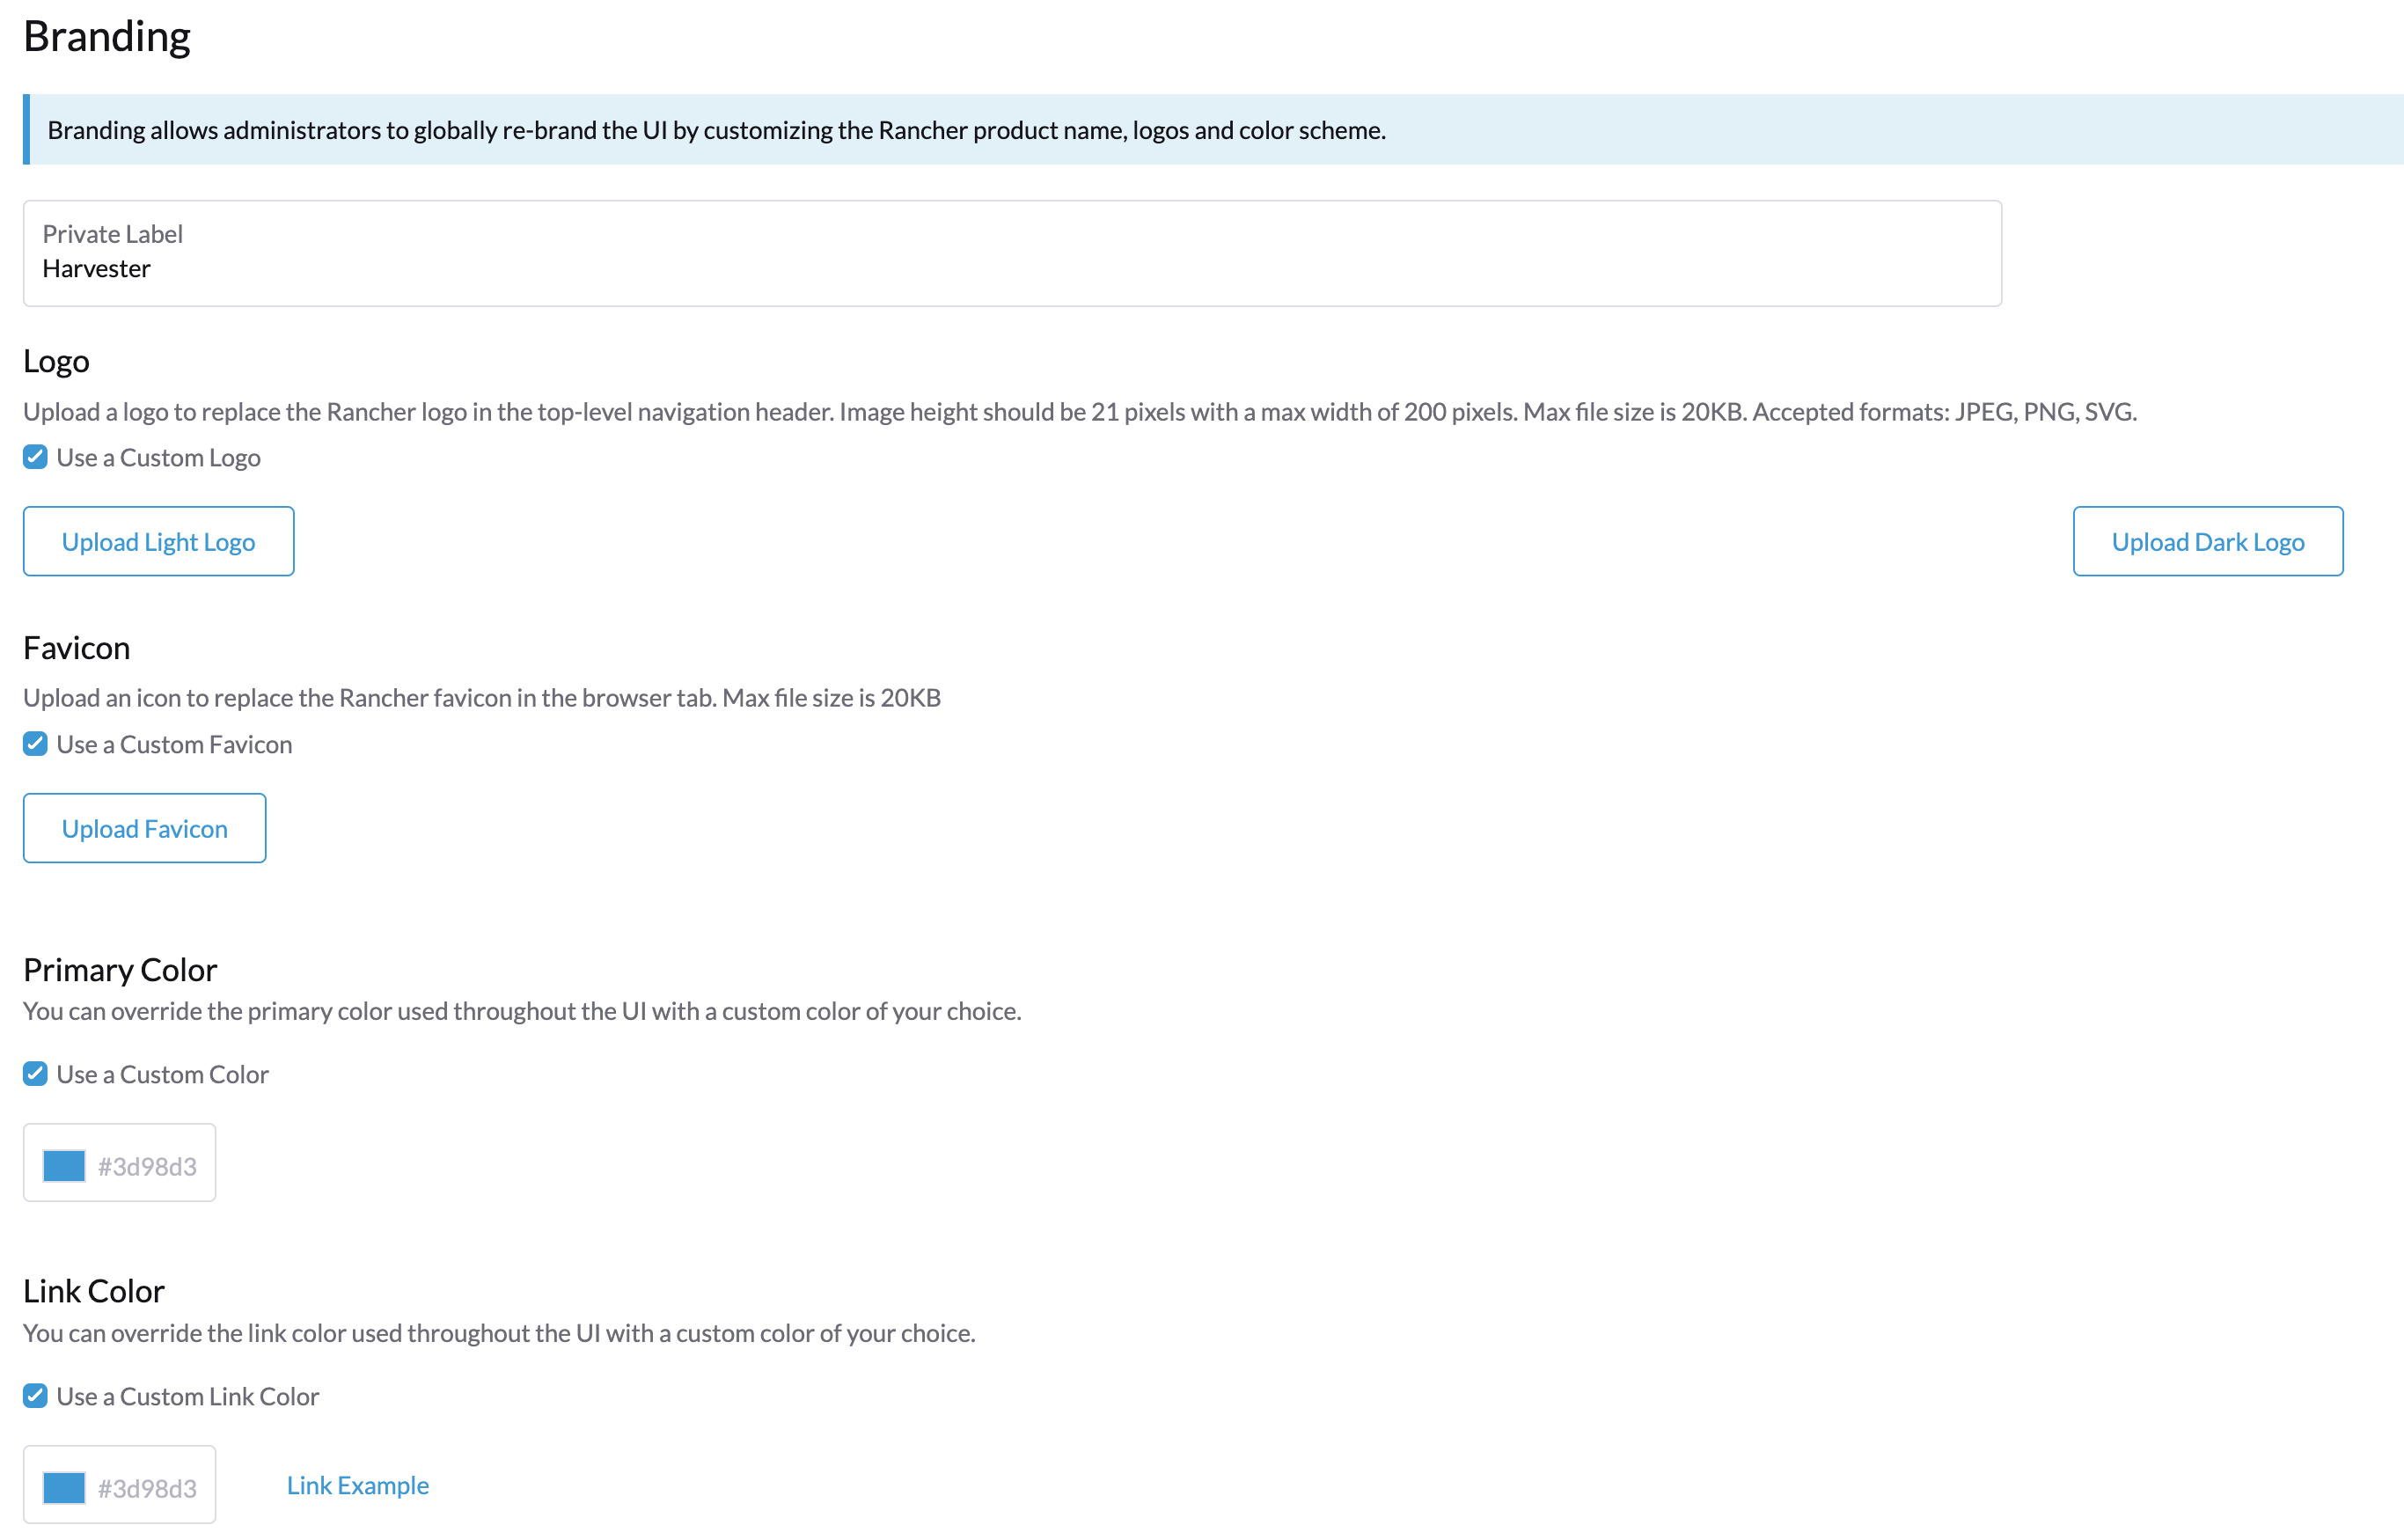 Branding
Branding allows administrators to globally re-brand the UI by customizing the Rancher product name, logos and color scheme.
Private Label
Harvester
Logo
Upload a logo to replace the Rancher logo in the top-level navigation header. Image height should be 21 pixels with a max width of 200 pixels. Max file size is 20KB. Accepted formats: JPEG, PNG, SVG.
Use a Custom Logo
Upload Light Logo
Upload Dark Logo
Favicon
Upload an icon to replace the Rancher favicon in the browser tab. Max file size is 20KB
Use a Custom Favicon
Upload Favicon
Primary Color
You can override the primary color used throughout the UI with a custom color of your choice.
Use a Custom Color
#3d98d3
Link Color
You can override the link color used throughout the UI with a custom color of your choice.
Use a Custom Link Color
#3d98d3
Link Example